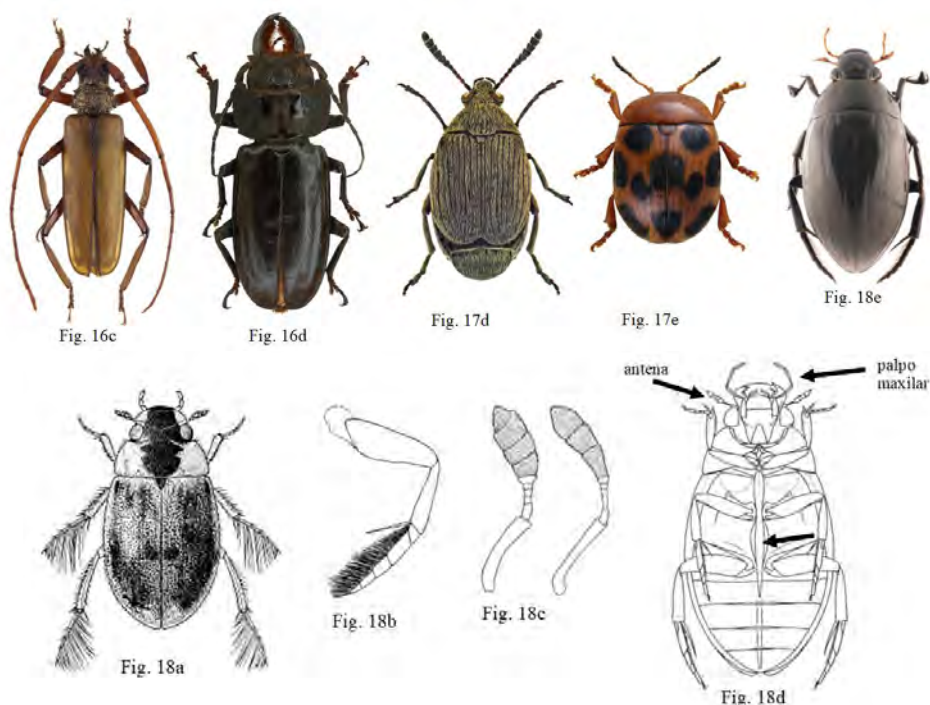 Fig. 16c
Fig. 16d
Fig. 17d
Fig. 17e
Fig. 18e
antena
palpo
maxilar
Fig. 18a
Fig. 18b
Fig. 18c
Fig. 18d